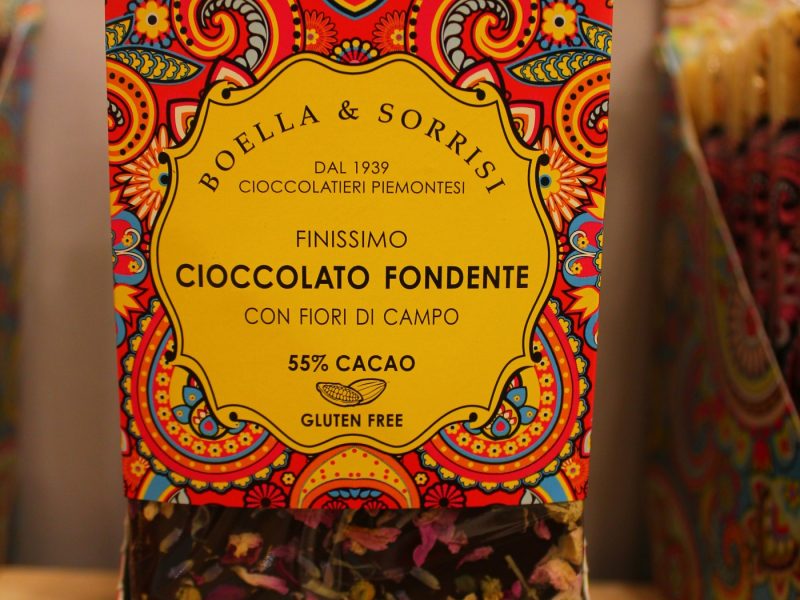 BOELLA & SORRISI
DAL 1939
CIOCCOLATIERI PIEMONTESI
FINISSIMO
CIOCCOLATO FONDENTE
CON FIORI DI CAMPO
55% CACAO
GLUTEN FREE